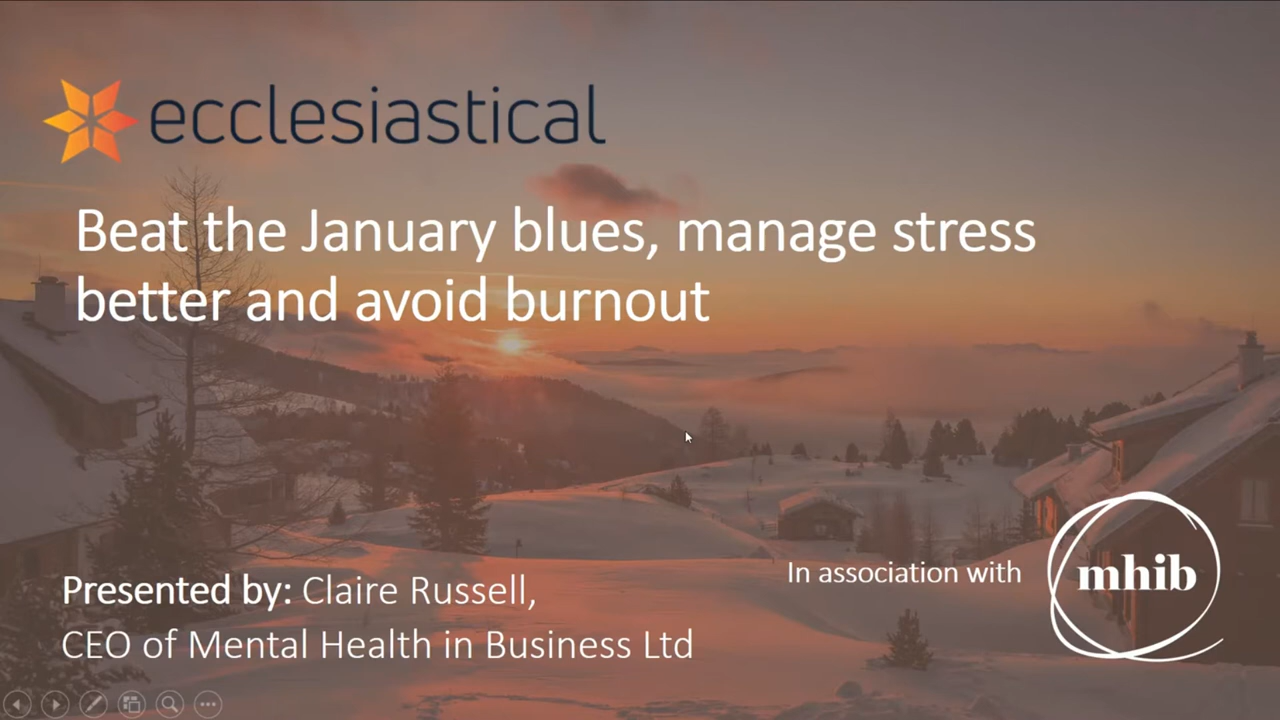 ecclesiastical
Beat the January blues, manage stress
better and avoid burnout
Presented by: Claire Russell,
CEO of Mental Health in Business Ltd
In association with
mhib